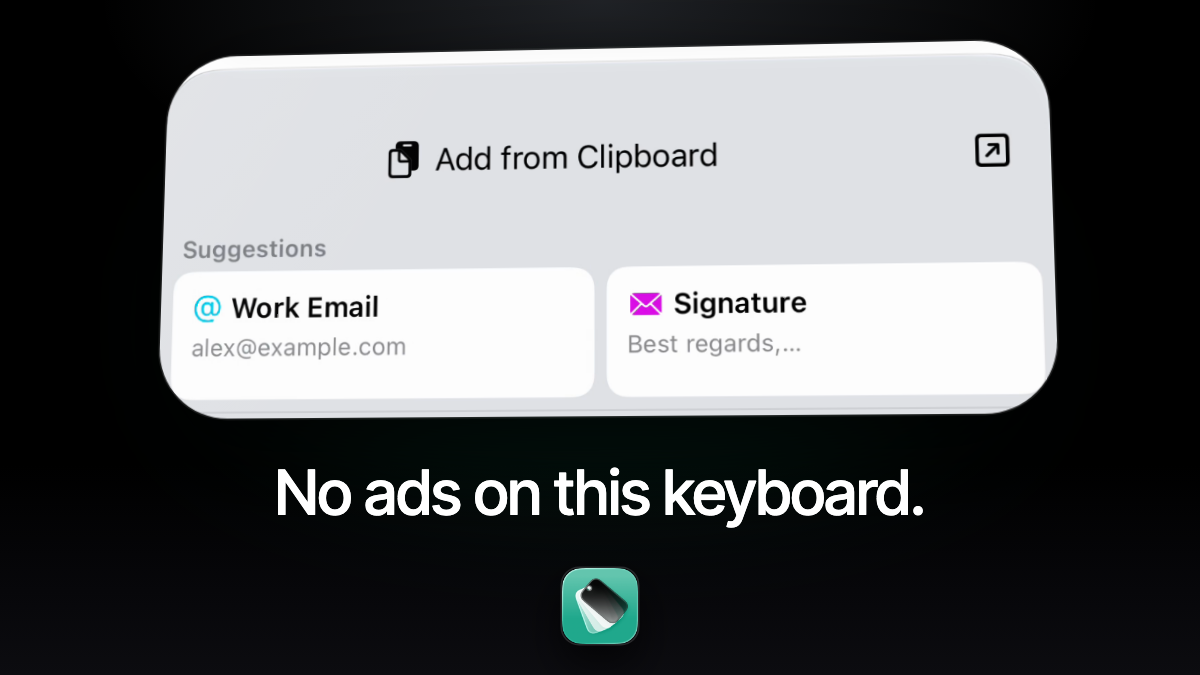 Add from Clipboard
Suggestions
@ Work Email
alex@example.com
Signature
Best regards,...
No ads on this keyboard.